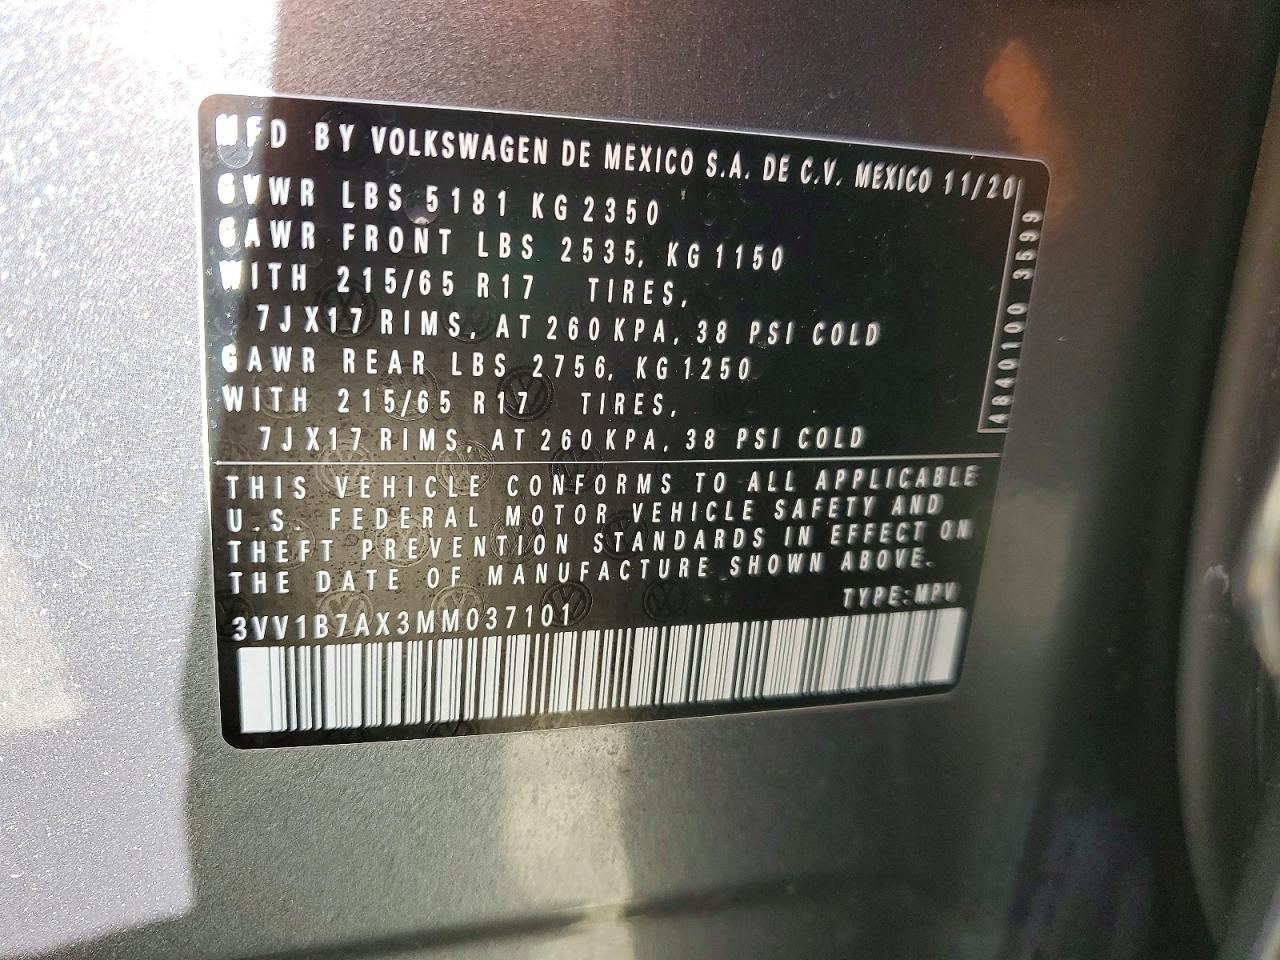 MFD BY VOLKSWAGEN DE MEXICO S.A. DE C.V. MEXICO 11/20
GVWR LBS 5181 KG 2350
GAWR FRONT LBS 2535, KG 1150
WITH 215/65 R17 TIRES,
7JX17 RIMS, AT 260 KPA, 38 PSI COLD
GAWR REAR LBS 2756, KG 1250
WITH 215/65 R17 TIRES,
7JX17 RIMS, AT 260 KPA, 38 PSI COLD
4840100 3599
THIS VEHICLE CONFORMS TO ALL APPLICABLE
U.S. FEDERAL MOTOR VEHICLE SAFETY AND
THEFT PREVENTION STANDARDS IN EFFECT ON
THE DATE OF MANUFACTURE SHOWN ABOVE.
TYPE:MPV
3VV1B7AX3MM037101